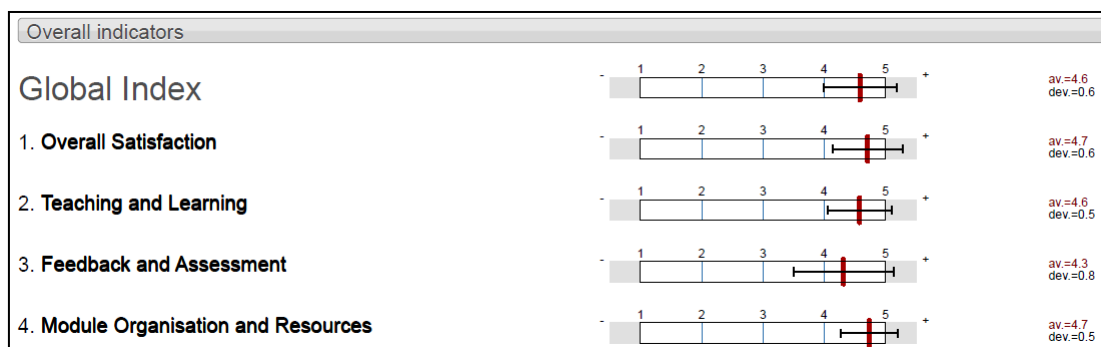 Overall indicators
Global Index
- 1 2 3 4 5 +
av.=4.6
dev.=0.6
1. Overall Satisfaction
- 1 2 3 4 5 +
av.=4.7
dev.=0.6
2. Teaching and Learning
- 1 2 3 4 5 +
av.=4.6
dev.=0.5
3. Feedback and Assessment
- 1 2 3 4 5 +
av.=4.3
dev.=0.8
4. Module Organisation and Resources
- 1 2 3 4 5 +
av.=4.7
dev.=0.5